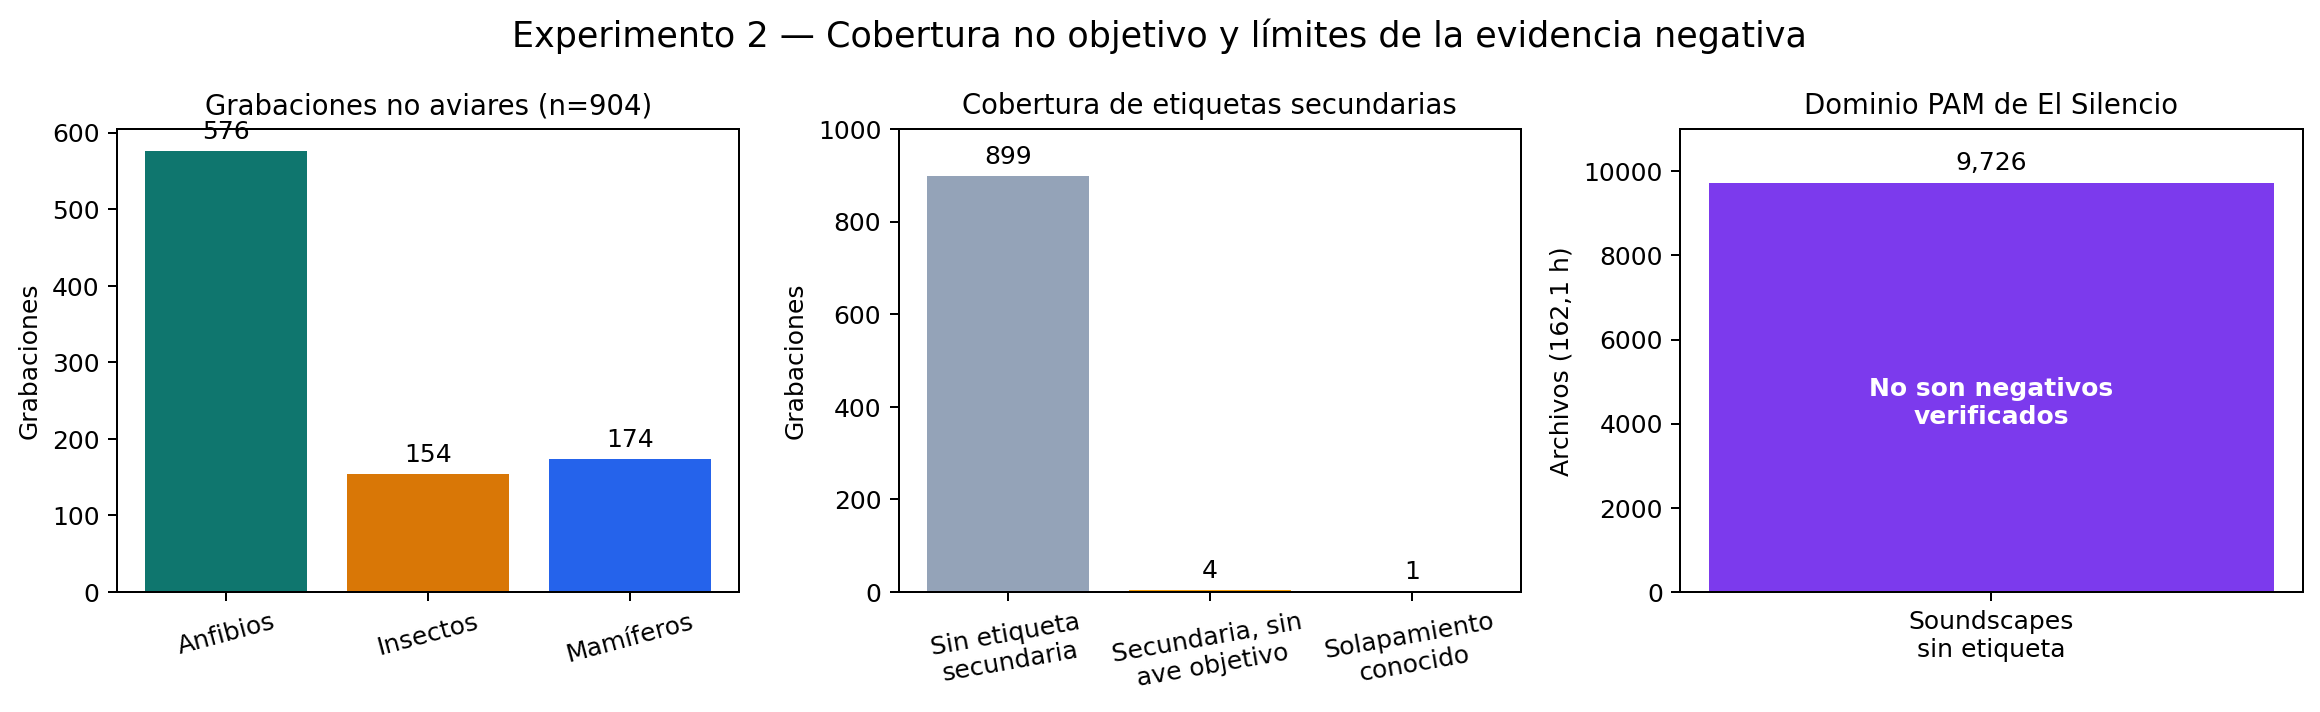 Experimento 2 — Cobertura no objetivo y límites de la evidencia negativa
Grabaciones no aviares (n=904)
Grabaciones
600
500
400
300
200
100
0
576
154
174
Anfibios
Insectos
Mamíferos
Cobertura de etiquetas secundarias
Grabaciones
1000
800
600
400
200
0
899
4
1
Sin etiqueta
secundaria
Secundaria, sin
ave objetivo
Solapamiento
conocido
Dominio PAM de El Silencio
Archivos (162,1 h)
10000
8000
6000
4000
2000
0
9,726
No son negativos
verificados
Soundscapes
sin etiqueta